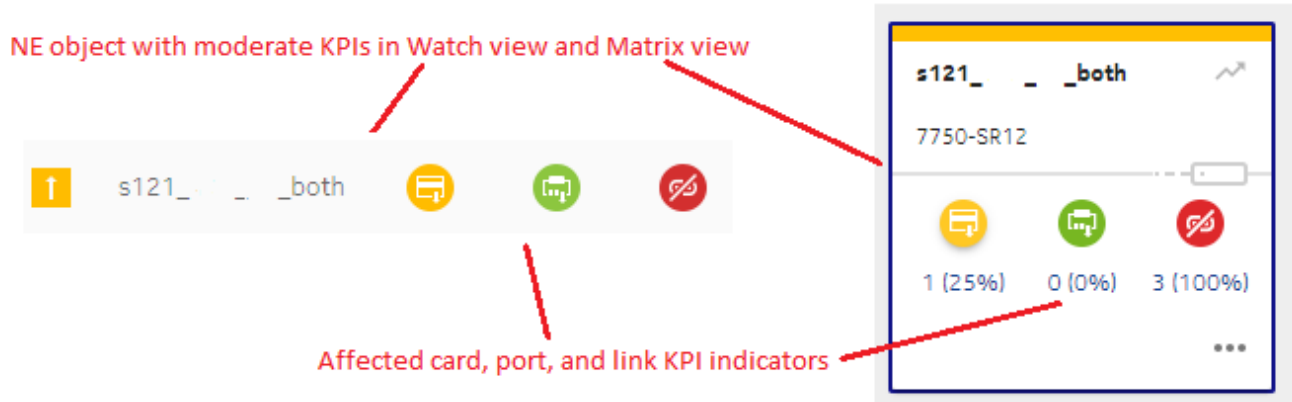 NE object with moderate KPIs in Watch view and Matrix view
s121_ _ _both
7750-SR12
s121_ _ _both
1 (25%) 0 (0%) 3 (100%)
Affected card, port, and link KPI indicators